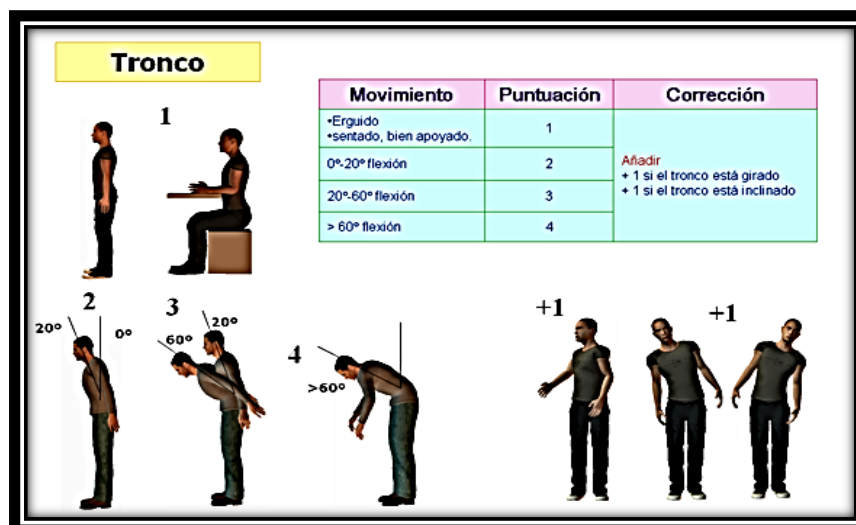 Tronco
1
Movimiento Puntuación Corrección
•Erguido
•sentado, bien apoyado.
1
0º-20º flexión 2
20º-60º flexión 3
> 60º flexión 4
Añadir
+ 1 si el tronco está girado
+ 1 si el tronco está inclinado
2
20º
0º
3
60º
20º
4
>60º
+1
+1